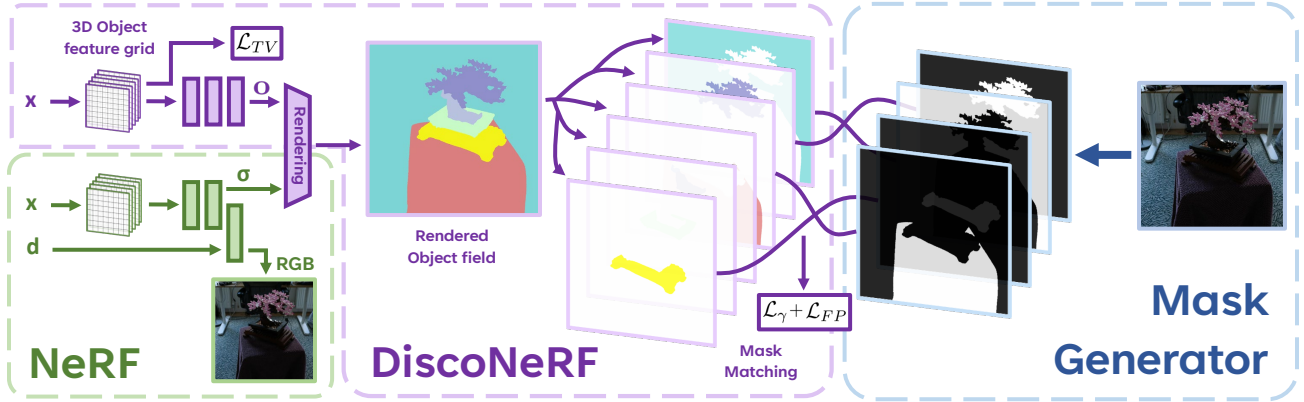 3D Object
feature grid
L_TV
x
O
Rendering
x
σ
d
RGB
NeRF
Rendered
Object field
DiscoNeRF
L_γ + L_FP
Mask
Matching
Mask
Generator